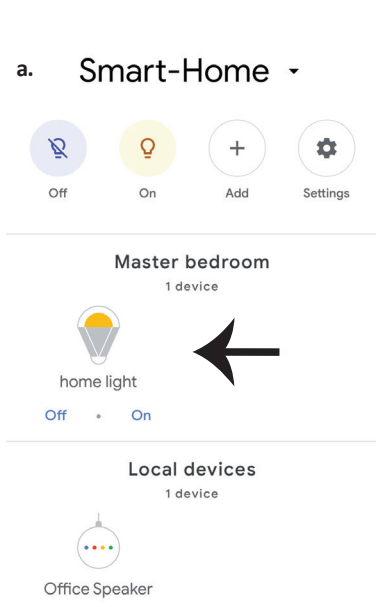 a. Smart-Home
Off On Add Settings
Master bedroom
1 device
home light
Off • On
Local devices
1 device
Office Speaker